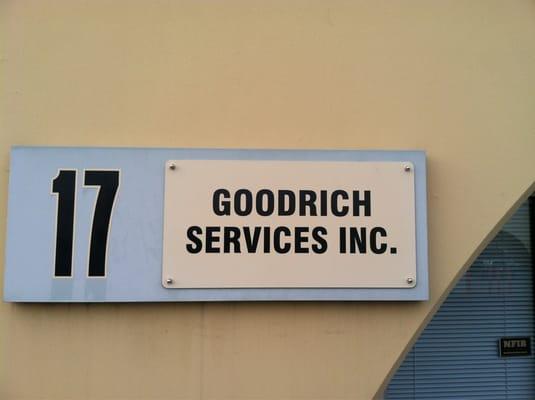 17
GOODRICH
SERVICES INC.
NFIB